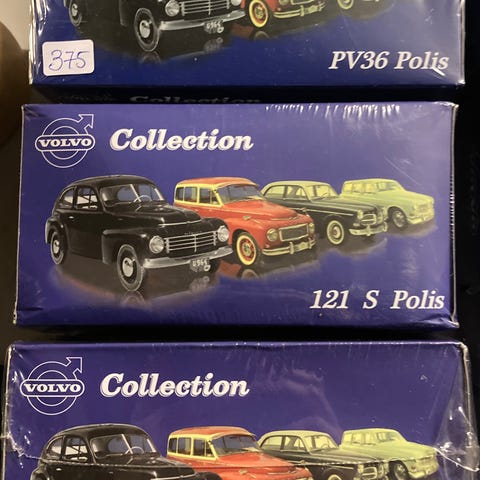 375
PV36 Polis
VOLVO
Collection
121 S Polis
VOLVO
Collection